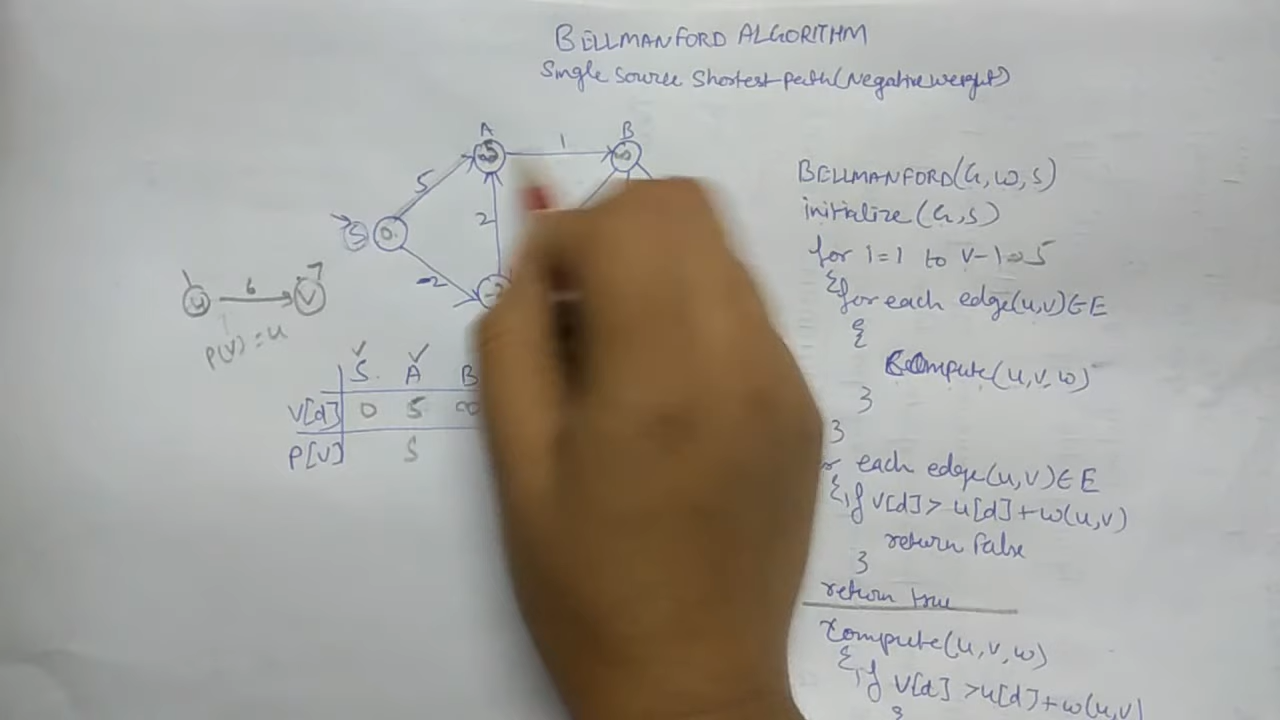 BELLMANFORD ALGORITHM
Single Source Shortest path (Negative weight)
A
B
1
5
5
∞
S
0
2
-2
u
6
7
v
P(V) = u
S A B
V[d] 0 5 ∞
P[V] S
BELLMANFORD(G, w, s)
initialize (G, s)
for i=1 to v-1 => 5
{for each edge(u,v) ∈ E
{
Compute(u, v, w)
}
}
each edge(u, v) ∈ E
{if v[d] > u[d] + w(u,v)
return False
}
return true
Compute(u, v, w)
{if v[d] > u[d] + w(u,v)
{